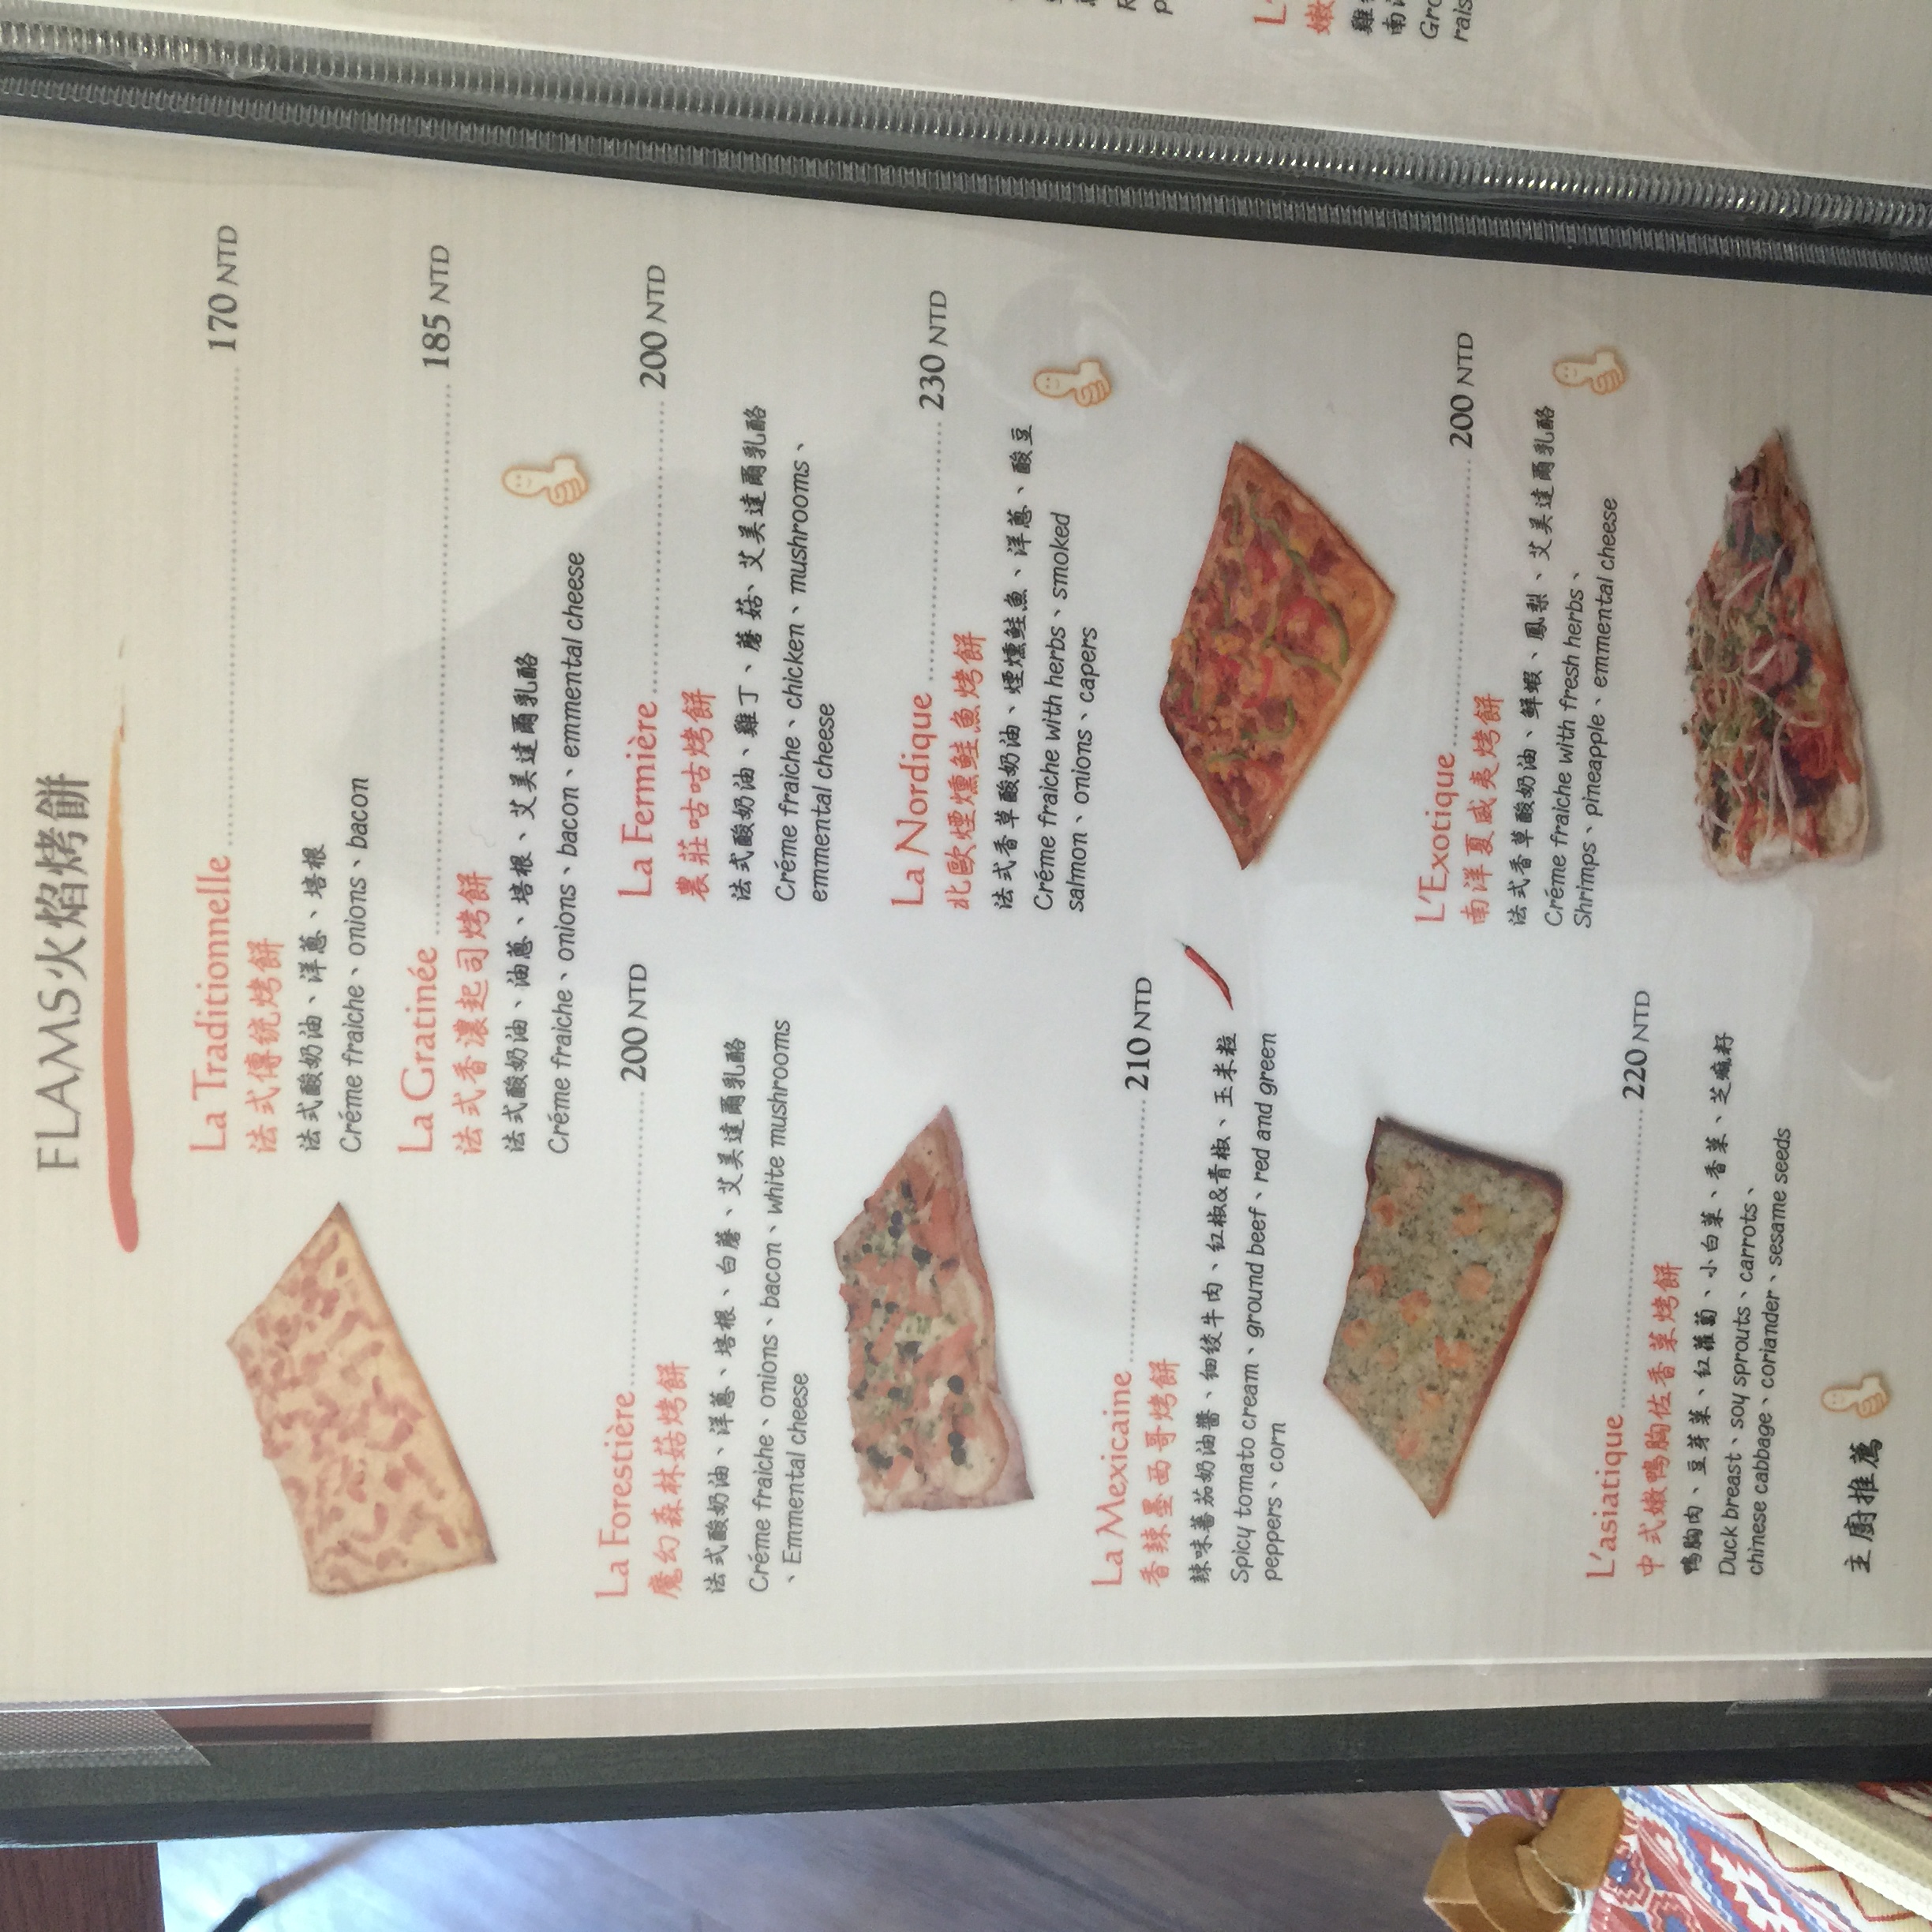 FLAMS火焰烤餅
La Traditionnelle 170 NTD
法式傳統烤餅
法式酸奶油、洋蔥、培根
Créme fraiche、onions、bacon
La Gratinée 185 NTD
法式香濃起司烤餅
法式酸奶油、油蔥、培根、艾美達爾乳酪
Créme fraiche、onions、bacon、emmental cheese
La Forestière 200 NTD
魔幻森林菇烤餅
法式酸奶油、洋蔥、培根、白蘑、艾美達爾乳酪
Créme fraiche、onions、bacon、white mushrooms
、Emmental cheese
La Fermière 200 NTD
農莊咕咕烤餅
法式酸奶油、雞丁、蘑菇、艾美達爾乳酪
Créme fraiche、chicken、mushrooms、
emmental cheese
La Nordique 230 NTD
北歐煙燻鮭魚烤餅
法式香草酸奶油、煙燻鮭魚、洋蔥、酸豆
Créme fraiche with herbs、smoked
salmon、onions、capers
La Mexicaine 210 NTD
香辣墨西哥烤餅
辣味蕃茄奶油醬、細絞牛肉、紅椒&青椒、玉米粒
Spicy tomato cream、ground beef、red and green
peppers、corn
L'Exotique 200 NTD
南洋夏威夷烤餅
法式香草酸奶油、鮮蝦、鳳梨、艾美達爾乳酪
Créme fraiche with fresh herbs、
Shrimps、pineapple、emmental cheese
L'asiatique 220 NTD
中式嫩鴨胸佐香菜烤餅
鴨胸肉、豆芽菜、紅蘿蔔、小白菜、香菜、芝麻籽
Duck breast、soy sprouts、carrots、
chinese cabbage、coriander、sesame seeds
主廚推薦